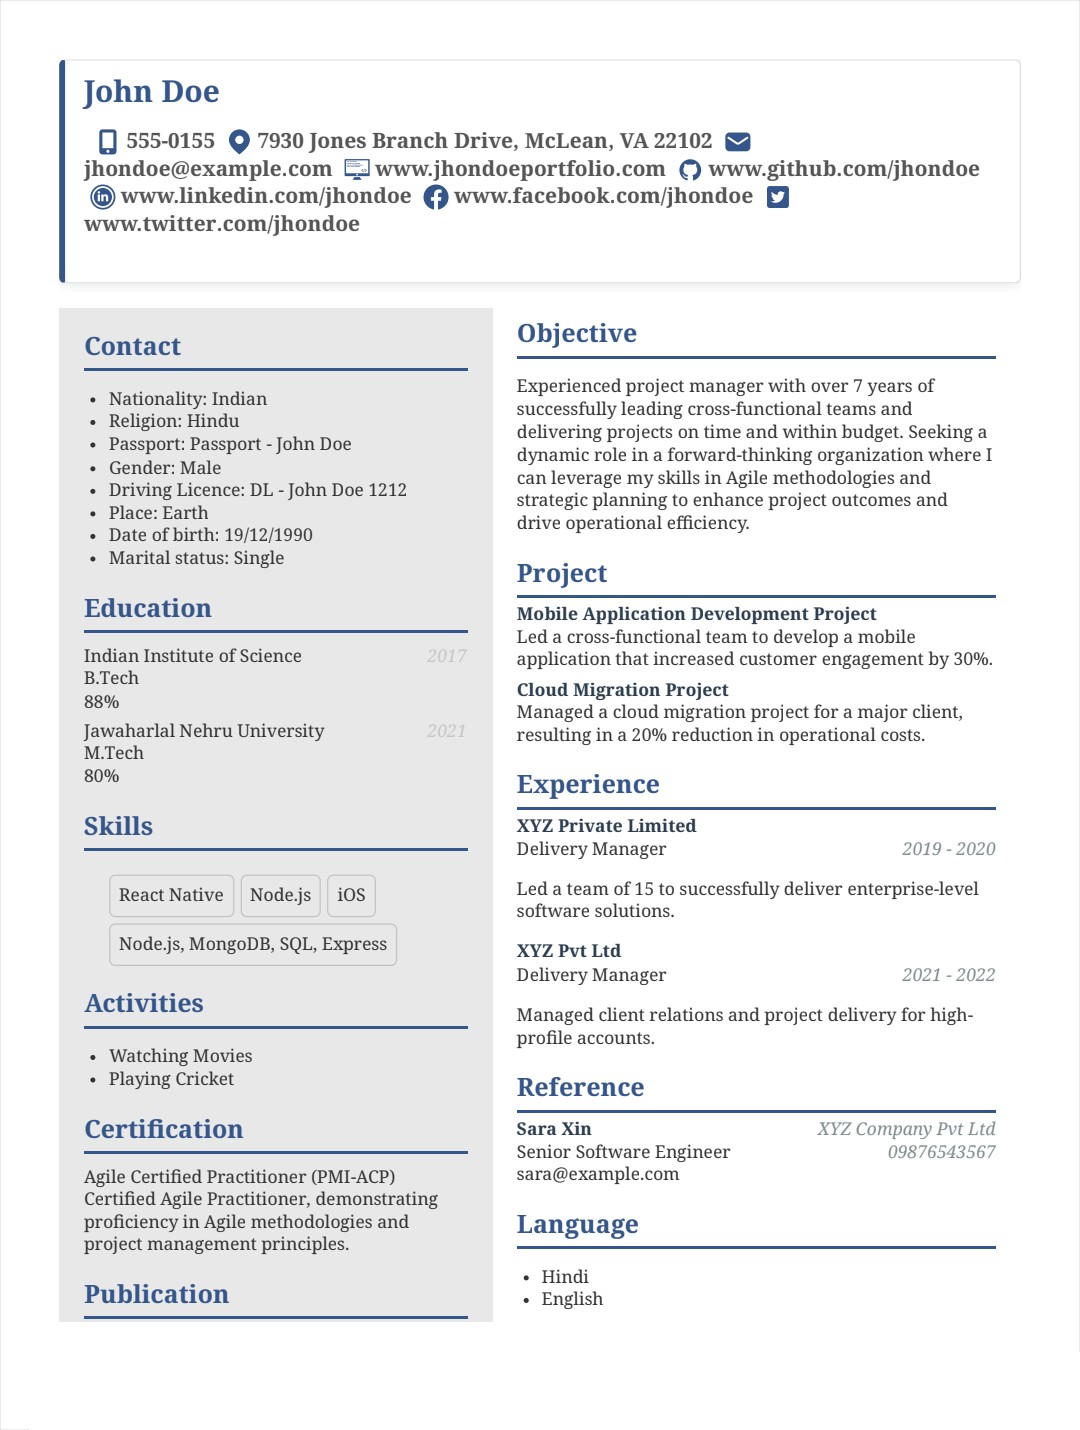 John Doe
555-0155 7930 Jones Branch Drive, McLean, VA 22102
jhondoe@example.com www.jhondoeportfolio.com www.github.com/jhondoe
www.linkedin.com/jhondoe www.facebook.com/jhondoe
www.twitter.com/jhondoe
Contact
• Nationality: Indian
• Religion: Hindu
• Passport: Passport - John Doe
• Gender: Male
• Driving Licence: DL - John Doe 1212
• Place: Earth
• Date of birth: 19/12/1990
• Marital status: Single
Education
Indian Institute of Science 2017
B.Tech
88%
Jawaharlal Nehru University 2021
M.Tech
80%
Skills
React Native Node.js iOS
Node.js, MongoDB, SQL, Express
Activities
• Watching Movies
• Playing Cricket
Certification
Agile Certified Practitioner (PMI-ACP)
Certified Agile Practitioner, demonstrating
proficiency in Agile methodologies and
project management principles.
Publication
Objective
Experienced project manager with over 7 years of
successfully leading cross-functional teams and
delivering projects on time and within budget. Seeking a
dynamic role in a forward-thinking organization where I
can leverage my skills in Agile methodologies and
strategic planning to enhance project outcomes and
drive operational efficiency.
Project
Mobile Application Development Project
Led a cross-functional team to develop a mobile
application that increased customer engagement by 30%.
Cloud Migration Project
Managed a cloud migration project for a major client,
resulting in a 20% reduction in operational costs.
Experience
XYZ Private Limited
Delivery Manager 2019 - 2020
Led a team of 15 to successfully deliver enterprise-level
software solutions.
XYZ Pvt Ltd
Delivery Manager 2021 - 2022
Managed client relations and project delivery for high-
profile accounts.
Reference
Sara Xin XYZ Company Pvt Ltd
Senior Software Engineer 09876543567
sara@example.com
Language
• Hindi
• English